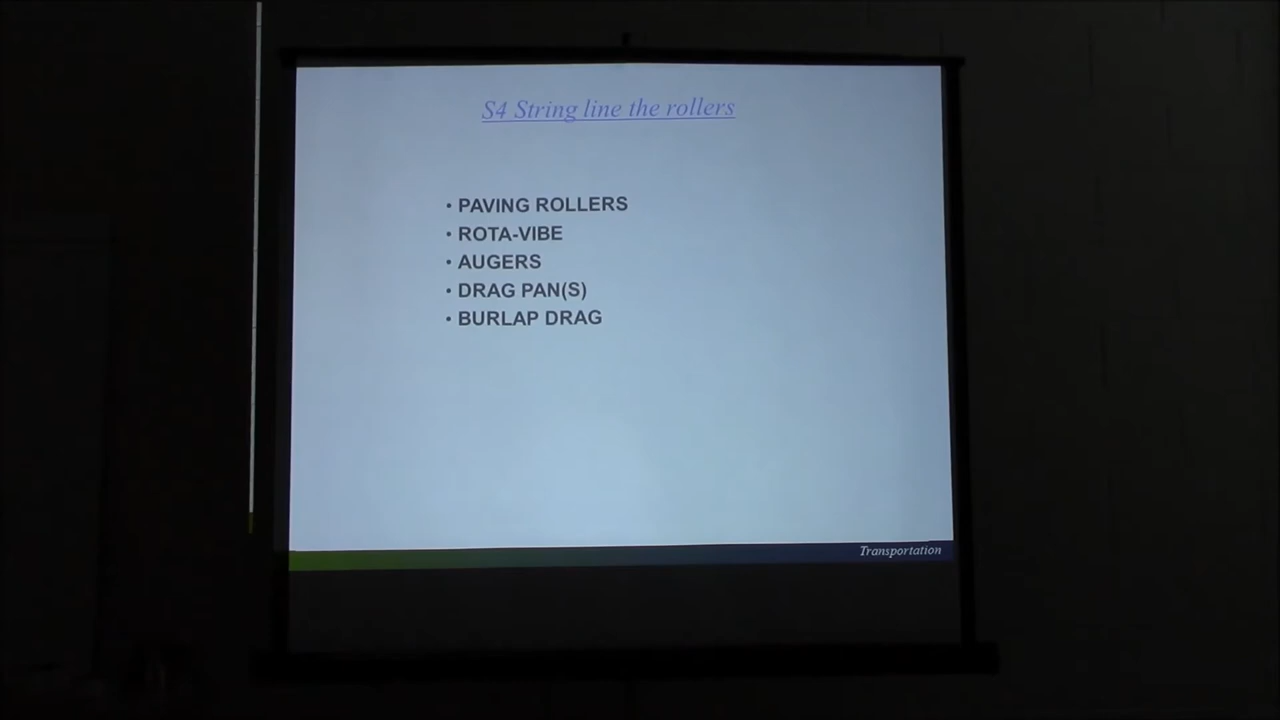 S4 String line the rollers
• PAVING ROLLERS
• ROTA-VIBE
• AUGERS
• DRAG PAN(S)
• BURLAP DRAG
Transportation